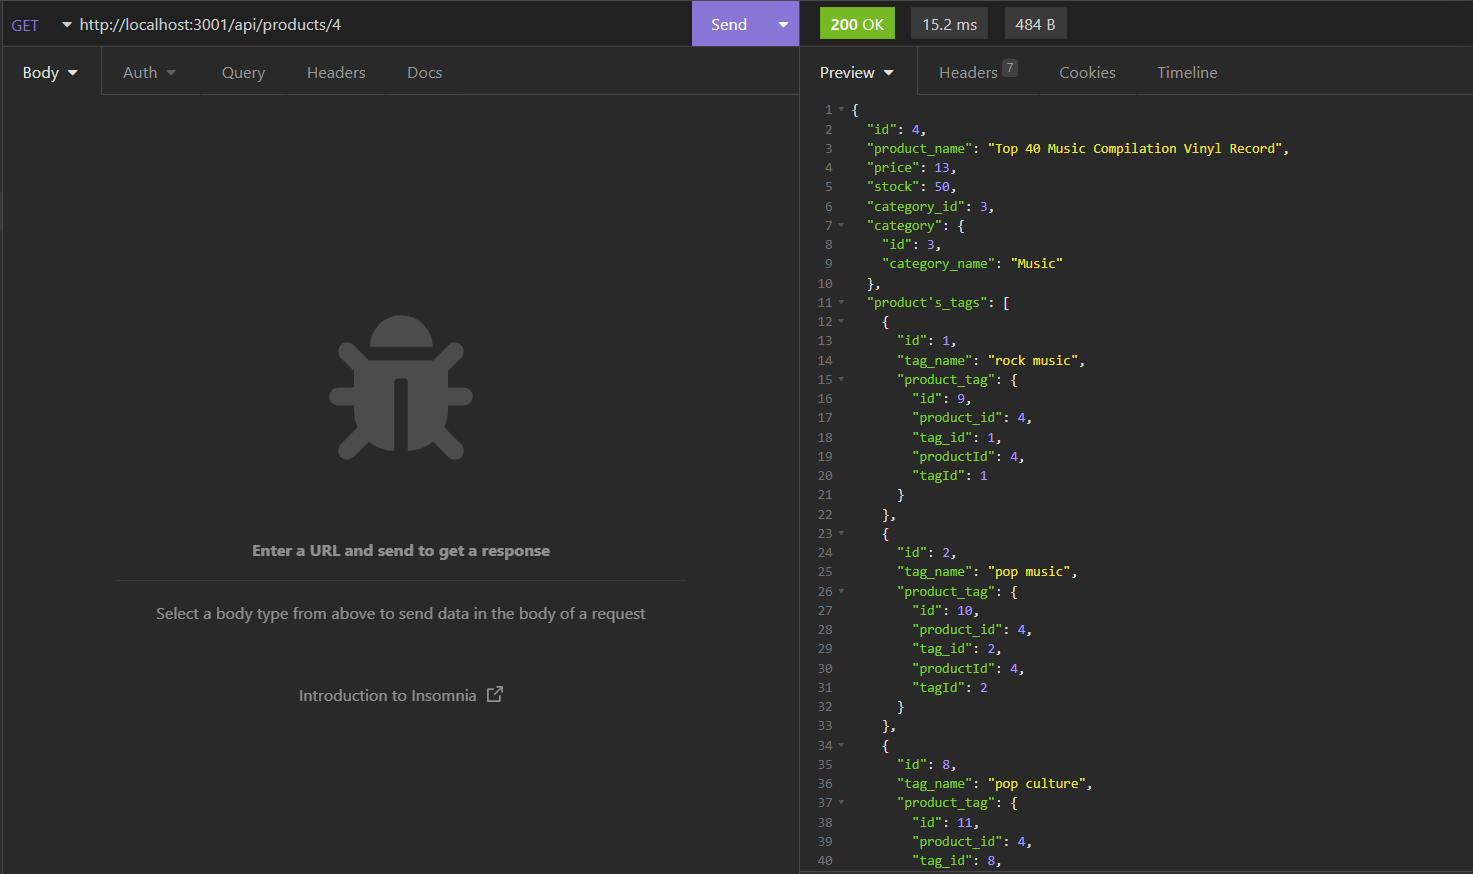 GET http://localhost:3001/api/products/4 Send
200 OK 15.2 ms 484 B
Body Auth Query Headers Docs
Preview Headers 7 Cookies Timeline
Enter a URL and send to get a response
Select a body type from above to send data in the body of a request
Introduction to Insomnia
1 {
2 "id": 4,
3 "product_name": "Top 40 Music Compilation Vinyl Record",
4 "price": 13,
5 "stock": 50,
6 "category_id": 3,
7 "category": {
8 "id": 3,
9 "category_name": "Music"
10 },
11 "product's_tags": [
12 {
13 "id": 1,
14 "tag_name": "rock music",
15 "product_tag": {
16 "id": 9,
17 "product_id": 4,
18 "tag_id": 1,
19 "productId": 4,
20 "tagId": 1
21 }
22 },
23 {
24 "id": 2,
25 "tag_name": "pop music",
26 "product_tag": {
27 "id": 10,
28 "product_id": 4,
29 "tag_id": 2,
30 "productId": 4,
31 "tagId": 2
32 }
33 },
34 {
35 "id": 8,
36 "tag_name": "pop culture",
37 "product_tag": {
38 "id": 11,
39 "product_id": 4,
40 "tag_id": 8,